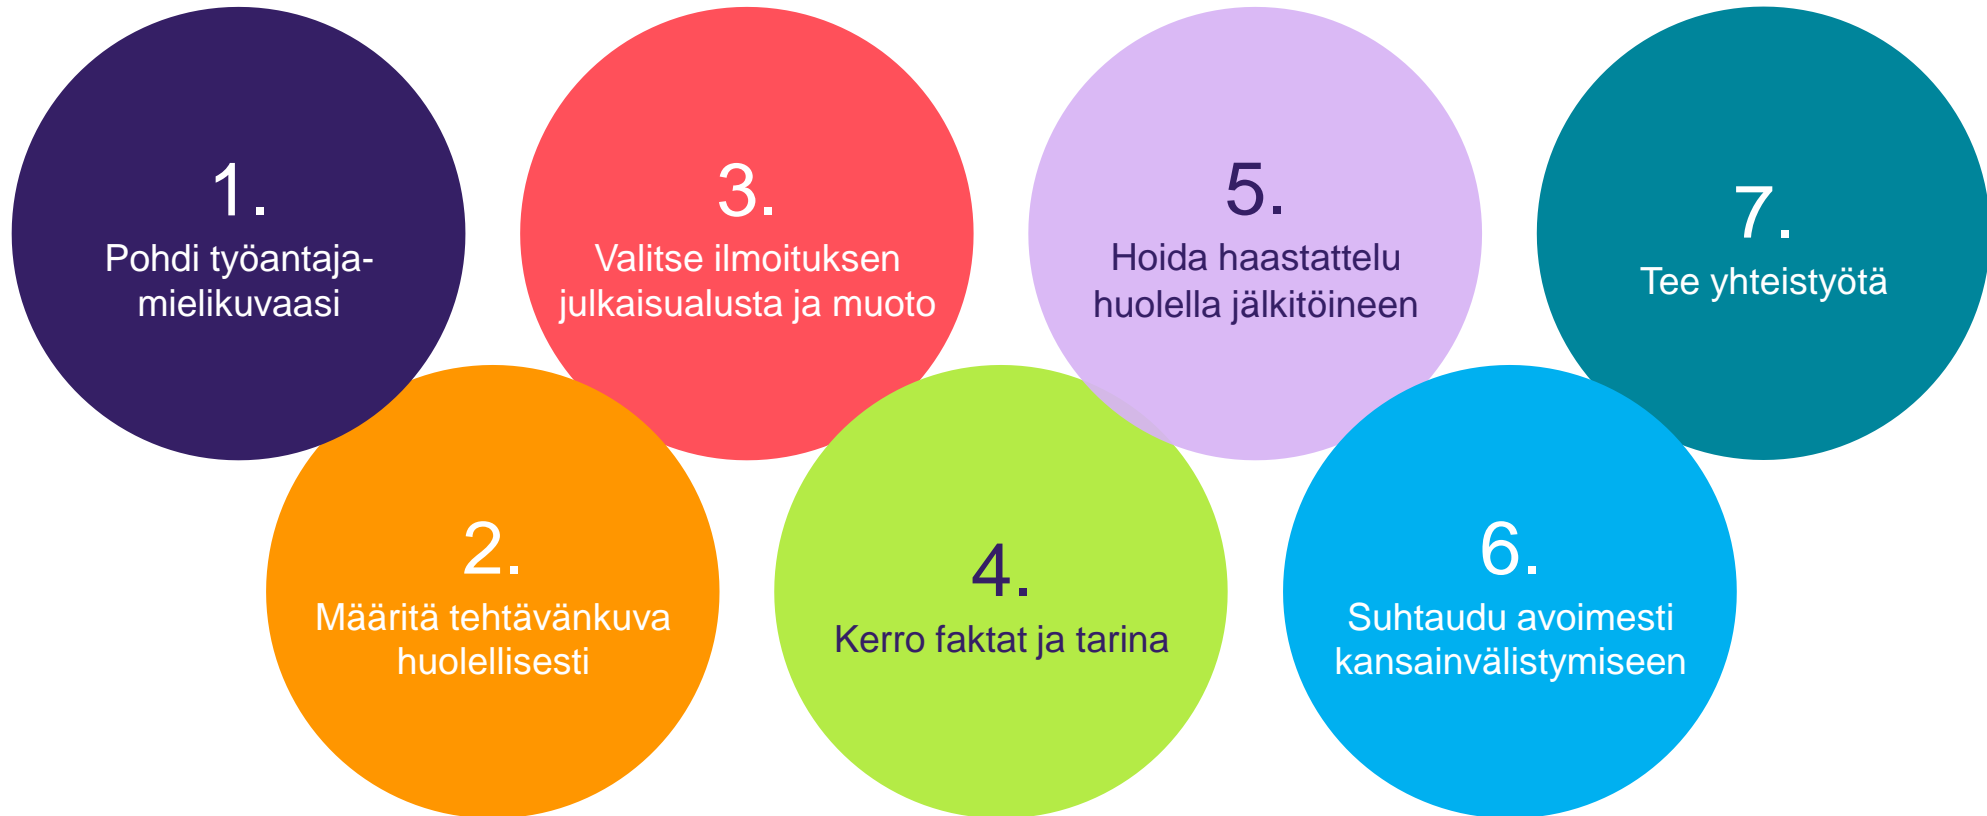 1.
Pohdi työantaja-
mielikuvaasi
2.
Määritä tehtävänkuva
huolellisesti
3.
Valitse ilmoituksen
julkaisualusta ja muoto
4.
Kerro faktat ja tarina
5.
Hoida haastattelu
huolella jälkitöineen
6.
Suhtaudu avoimesti
kansainvälistymiseen
7.
Tee yhteistyötä